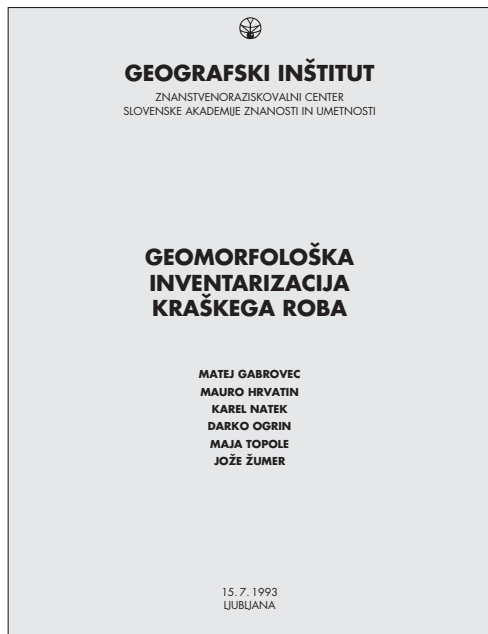 GEOGRAFSKI INŠTITUT
ZNANSTVENORAZISKOVALNI CENTER
SLOVENSKE AKADEMIJE ZNANOSTI IN UMETNOSTI
GEOMORFOLOŠKA
INVENTARIZACIJA
KRAŠKEGA ROBA
MATEJ GABROVEC
MAURO HRVATIN
KAREL NATEK
DARKO OGRIN
MAJA TOPOLE
JOŽE ŽUMER
15. 7. 1993
LJUBLJANA